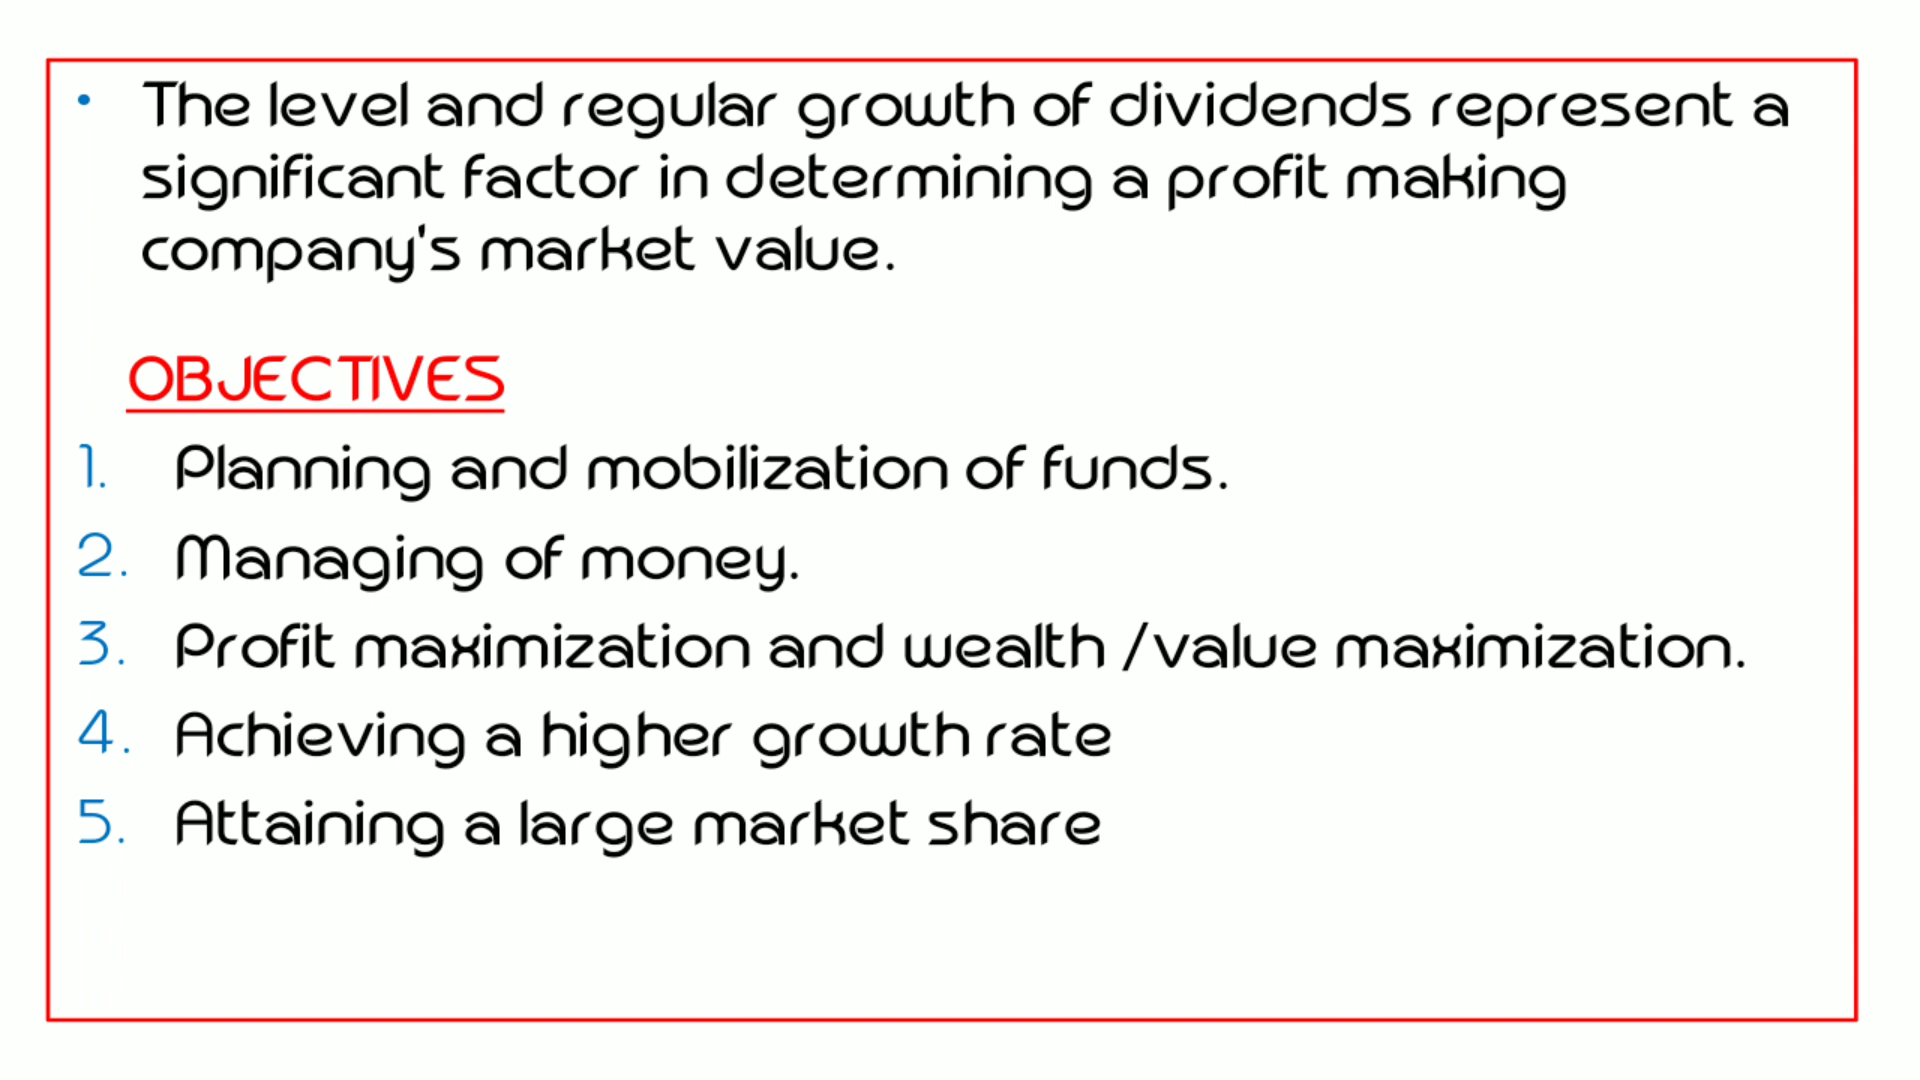 • The level and regular growth of dividends represent a
significant factor in determining a profit making
company's market value.
OBJECTIVES
1. Planning and mobilization of funds.
2. Managing of money.
3. Profit maximization and wealth /value maximization.
4. Achieving a higher growth rate
5. Attaining a large market share